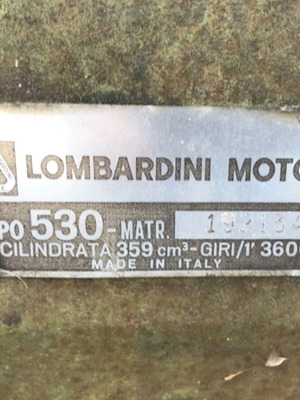 LOMBARDINI MOTO
PO 530-MATR.
CILINDRATA 359 cm³-GIRI/1' 360
MADE IN ITALY